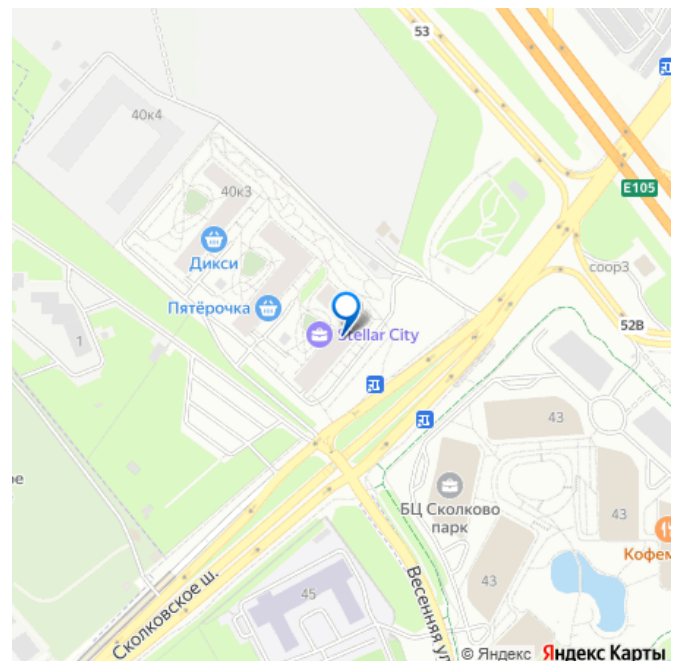 53
40к4
E105
40к3
Дикси
соор3
Пятёрочка
52В
1
Stellar City
43
БЦ Сколково
парк
43
Кофем
43
Сколковское ш.
45
Весенняя ул
© Яндекс Яндекс Карты